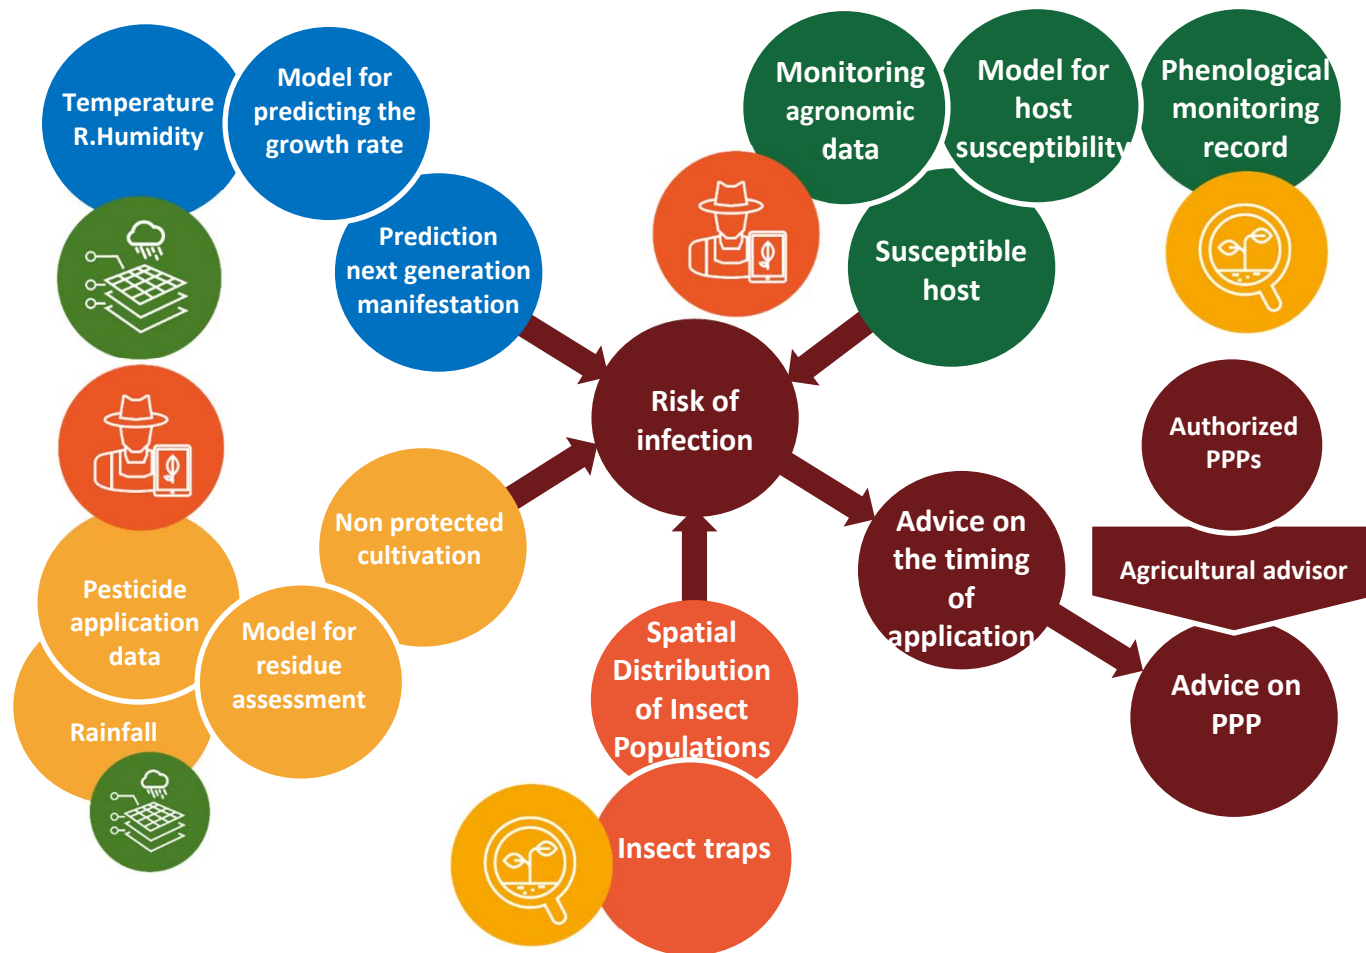 Temperature
R.Humidity
Model for
predicting the
growth rate
Prediction
next generation
manifestation
Monitoring
agronomic
data
Model for
host
susceptibility
Phenological
monitoring
record
Susceptible
host
Risk of
infection
Non protected
cultivation
Pesticide
application
data
Model for
residue
assessment
Rainfall
Spatial
Distribution
of Insect
Populations
Insect traps
Advice on
the timing
of
application
Authorized
PPPs
Agricultural advisor
Advice on
PPP